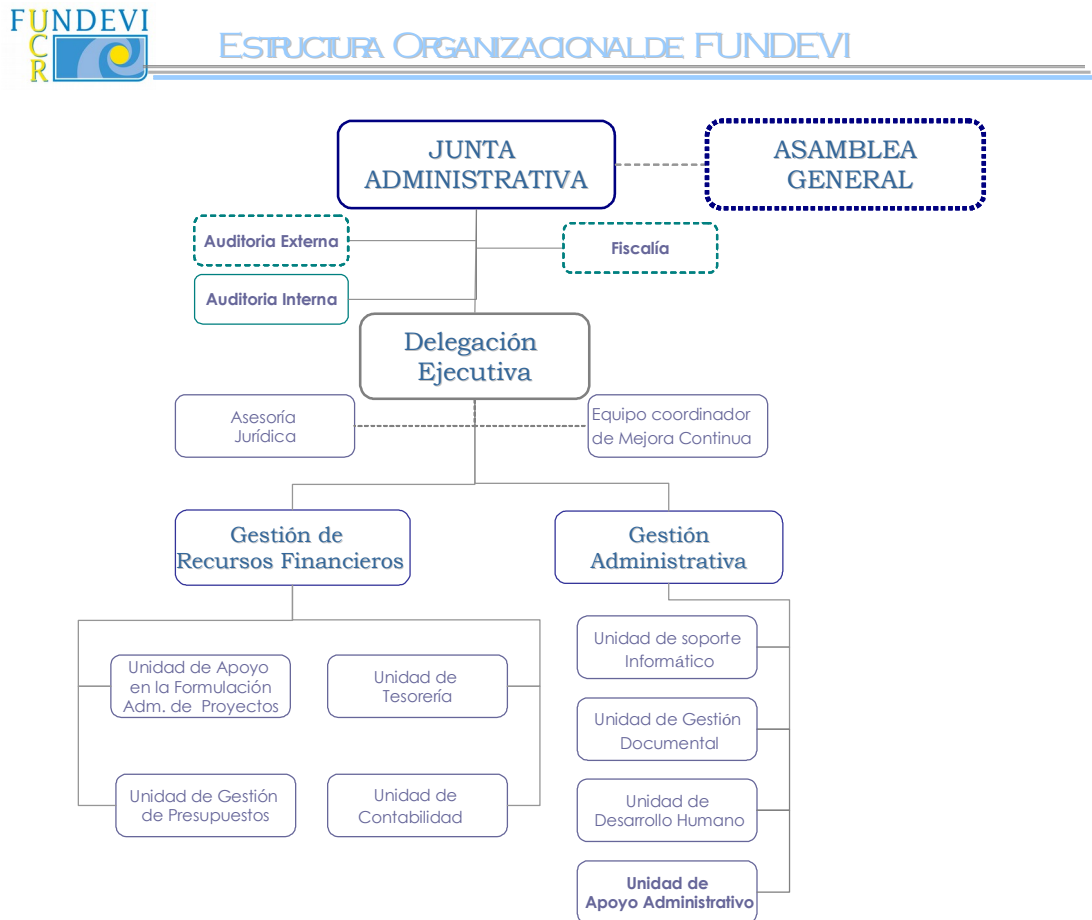 FUNDEVI
UCR
ESTRUCTURA ORGANIZACIONAL DE FUNDEVI
JUNTA
ADMINISTRATIVA
ASAMBLEA
GENERAL
Auditoria Externa
Fiscalía
Auditoria Interna
Delegación
Ejecutiva
Asesoría
Jurídica
Equipo coordinador
de Mejora Continua
Gestión de
Recursos Financieros
Gestión
Administrativa
Unidad de Apoyo
en la Formulación
Adm. de Proyectos
Unidad de
Tesorería
Unidad de Gestión
de Presupuestos
Unidad de
Contabilidad
Unidad de soporte
Informático
Unidad de Gestión
Documental
Unidad de
Desarrollo Humano
Unidad de
Apoyo Administrativo